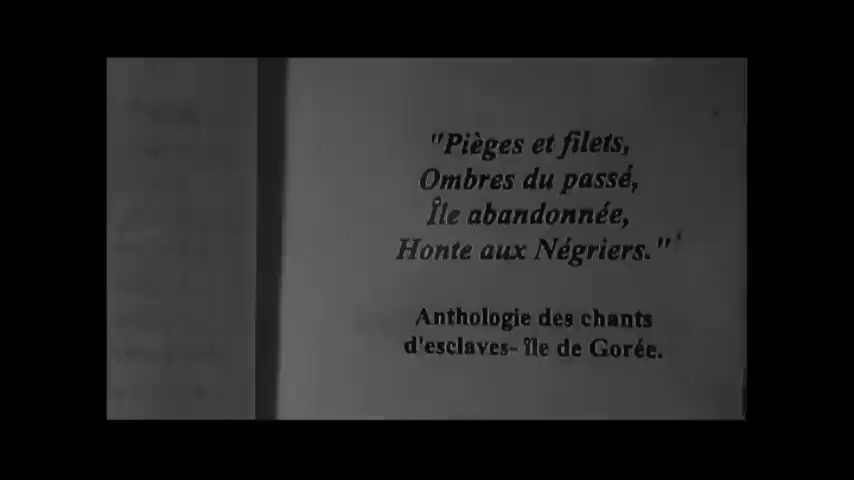 "Pièges et filets,
Ombres du passé,
Île abandonnée,
Honte aux Négriers."
Anthologie des chants
d'esclaves- île de Gorée.